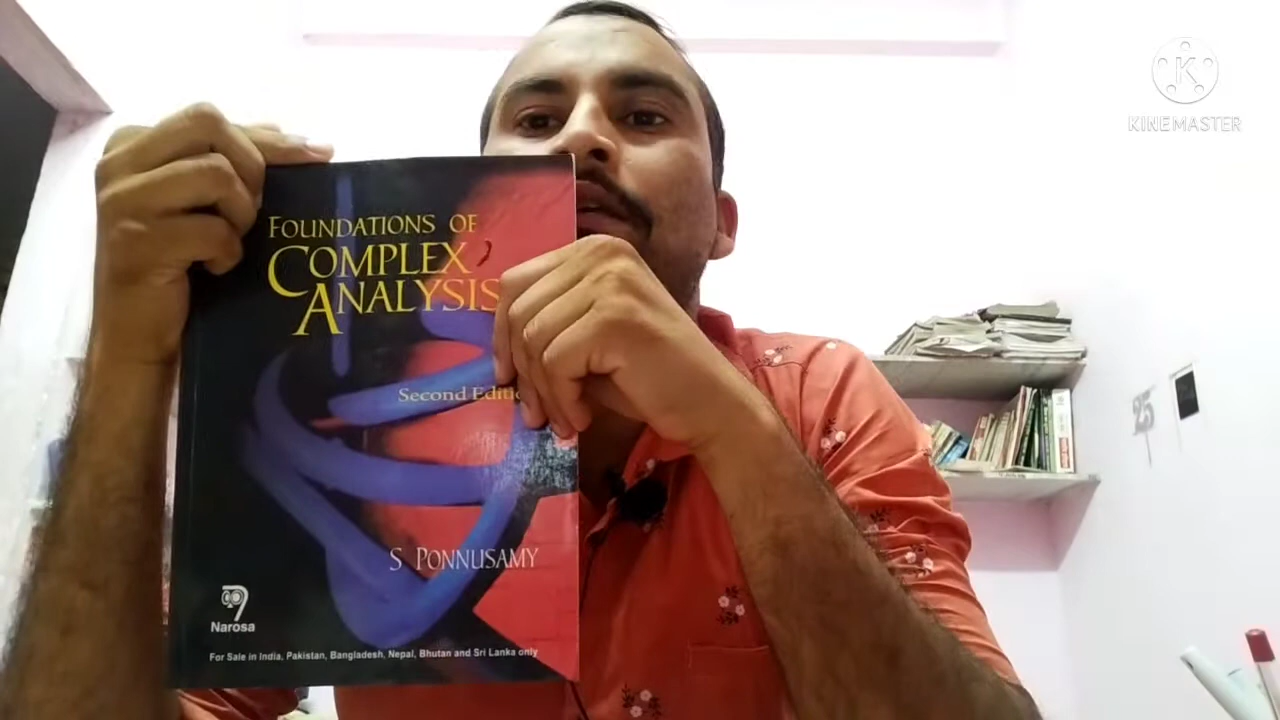 FOUNDATIONS OF
COMPLEX
ANALYSIS
Second
S PONNUSAMY
Narosa
For Sale in India, Pakistan, Bangladesh, Nepal, Bhutan and Sri Lanka only
K
KINEMASTER
25